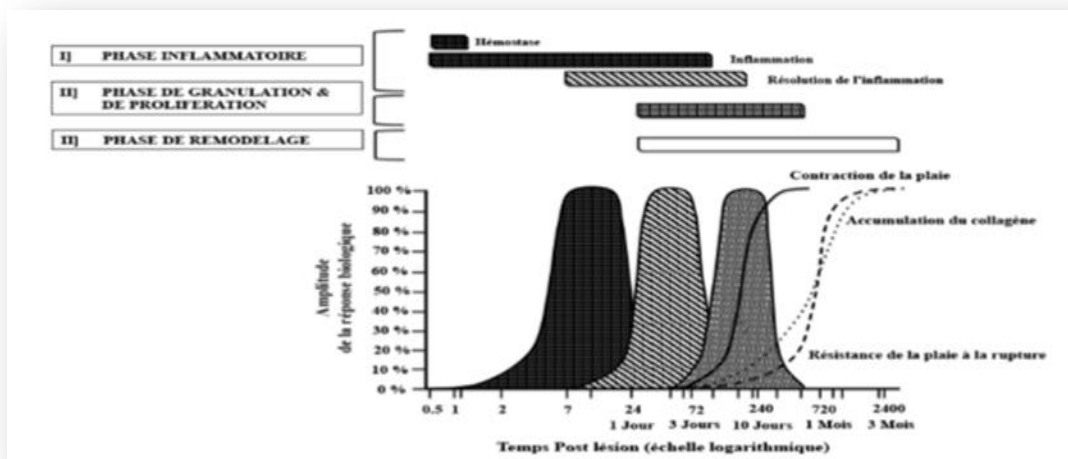 I] PHASE INFLAMMATOIRE
II] PHASE DE GRANULATION &
DE PROLIFERATION
II] PHASE DE REMODELAGE
Hémostase
Inflammation
Résolution de l'inflammation
Contraction de la plaie
Accumulation du collagène
Résistance de la plaie à la rupture
Amplitude
de la réponse biologique
100 %
90 %
80 %
70 %
60 %
50 %
40 %
30 %
20 %
10 %
0 %
0.5 1 2 7 24 72 240 720 2400
1 Jour 3 Jours 10 Jours 1 Mois 3 Mois
Temps Post lésion (échelle logarithmique)